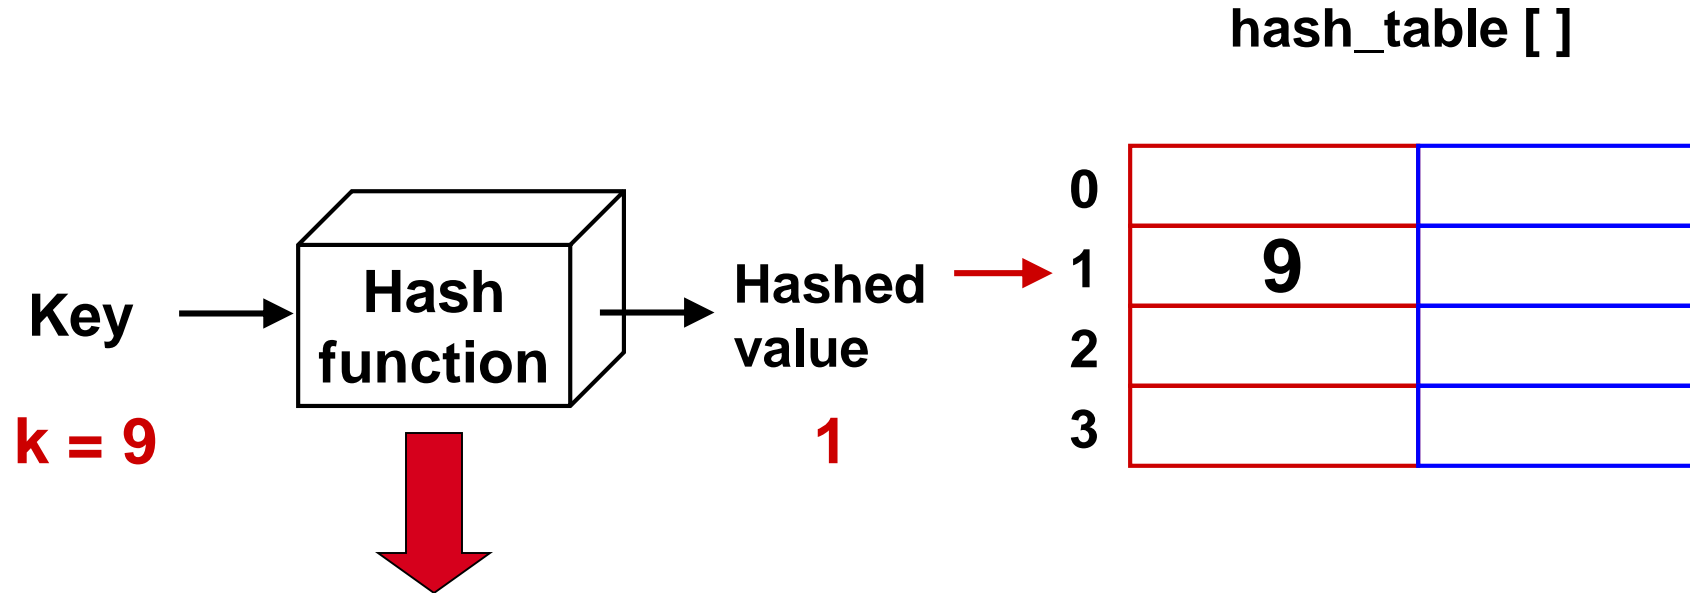 hash_table [ ]
Key
k = 9
Hash
function
Hashed
value
1
0
1
9
2
3